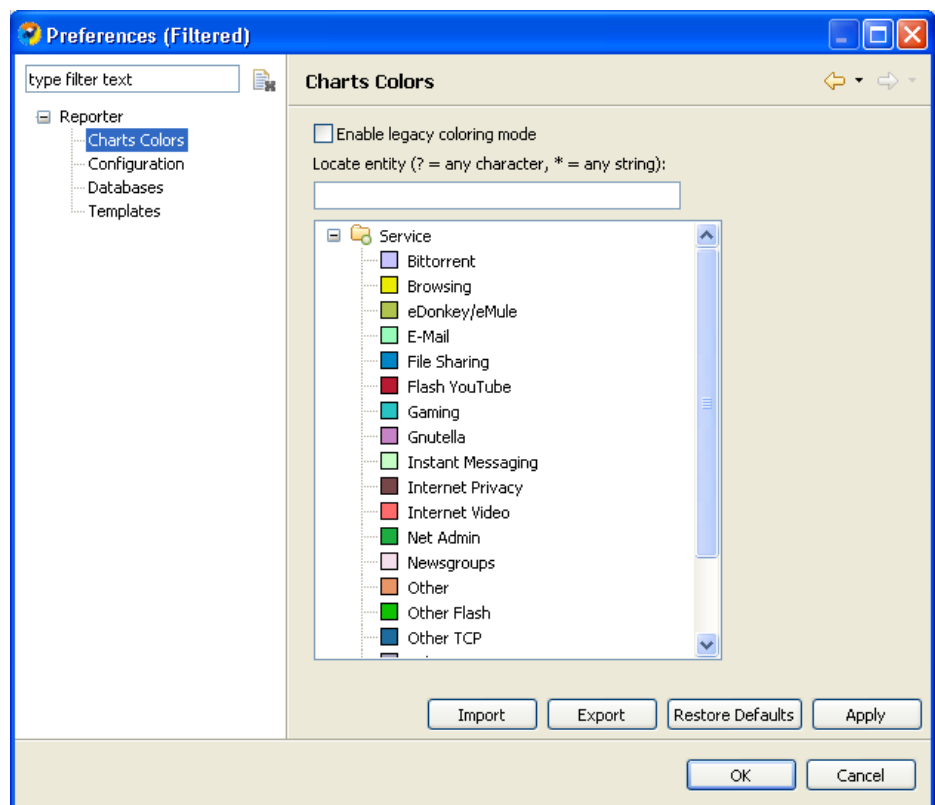 Preferences (Filtered)
type filter text
Reporter
Charts Colors
Configuration
Databases
Templates
Charts Colors
Enable legacy coloring mode
Locate entity (? = any character, * = any string):
Service
Bittorrent
Browsing
eDonkey/eMule
E-Mail
File Sharing
Flash YouTube
Gaming
Gnutella
Instant Messaging
Internet Privacy
Internet Video
Net Admin
Newsgroups
Other
Other Flash
Other TCP
Import
Export
Restore Defaults
Apply
OK
Cancel